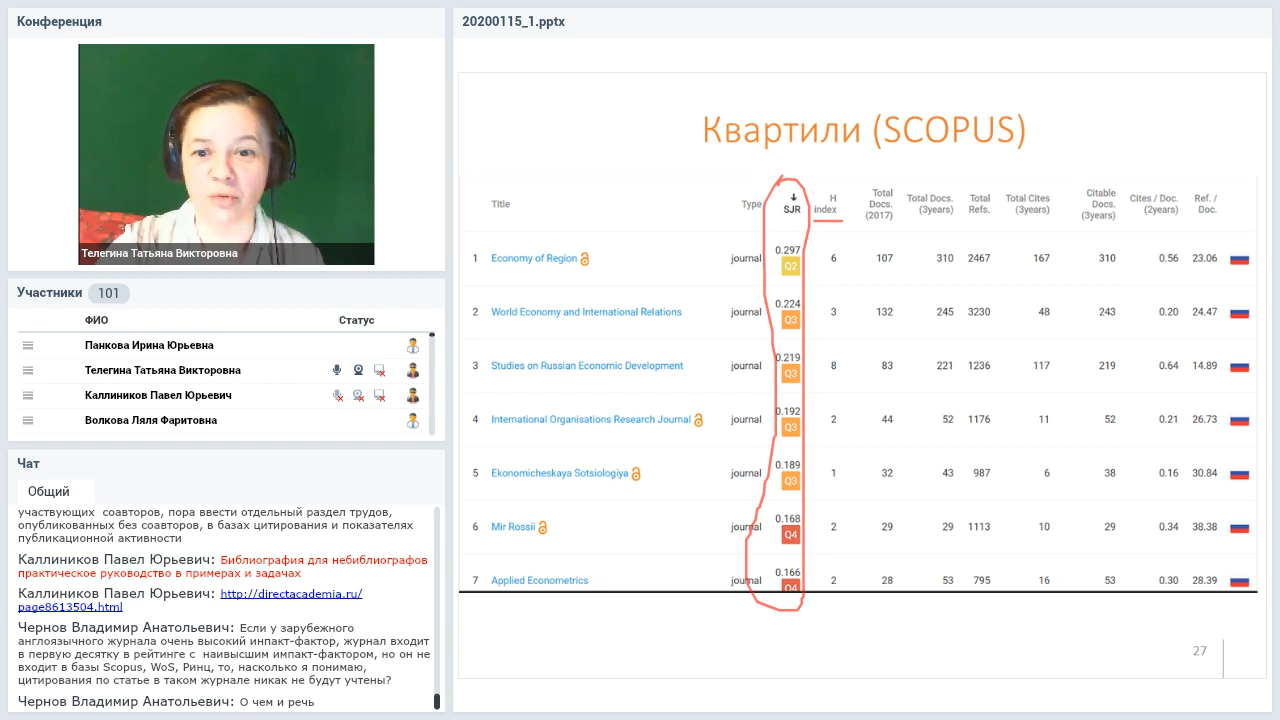 Конференция
Телегина Татьяна Викторовна
Участники 101
ФИО Статус
Панкова Ирина Юрьевна
Телегина Татьяна Викторовна
Каллиников Павел Юрьевич
Волкова Ляля Фаритовна
Чат
Общий
участвующих соавторов, пора ввести отдельный раздел трудов,
опубликованных без соавторов, в базах цитирования и показателях
публикационной активности
Каллиников Павел Юрьевич: Библиография для небиблиографов
практическое руководство в примерах и задачах
Каллиников Павел Юрьевич: http://directacademia.ru/
page8613504.html
Чернов Владимир Анатольевич: Если у зарубежного
англоязычного журнала очень высокий инпакт-фактор, журнал входит
в первую десятку в рейтинге с наивысшим импакт-фактором, но он не
входит в базы Scopus, WoS, Ринц, то, насколько я понимаю,
цитирования по статье в таком журнале никак не будут учтены?
Чернов Владимир Анатольевич: О чем и речь
20200115_1.pptx
Квартили (SCOPUS)
Title Type ↓ SJR H index Total Docs. (2017) Total Docs. (3years) Total Refs. Total Cites (3years) Citable Docs. (3years) Cites / Doc. (2years) Ref. / Doc.
1 Economy of Region journal 0.297 Q2 6 107 310 2467 167 310 0.56 23.06
2 World Economy and International Relations journal 0.224 Q3 3 132 245 3230 48 243 0.20 24.47
3 Studies on Russian Economic Development journal 0.219 Q3 8 83 221 1236 117 219 0.64 14.89
4 International Organisations Research Journal journal 0.192 Q3 2 44 52 1176 11 52 0.21 26.73
5 Ekonomicheskaya Sotsiologiya journal 0.189 Q3 1 32 43 987 6 38 0.16 30.84
6 Mir Rossii journal 0.168 Q4 2 29 29 1113 10 29 0.34 38.38
7 Applied Econometrics journal 0.166 Q4 2 28 53 795 16 53 0.30 28.39
27